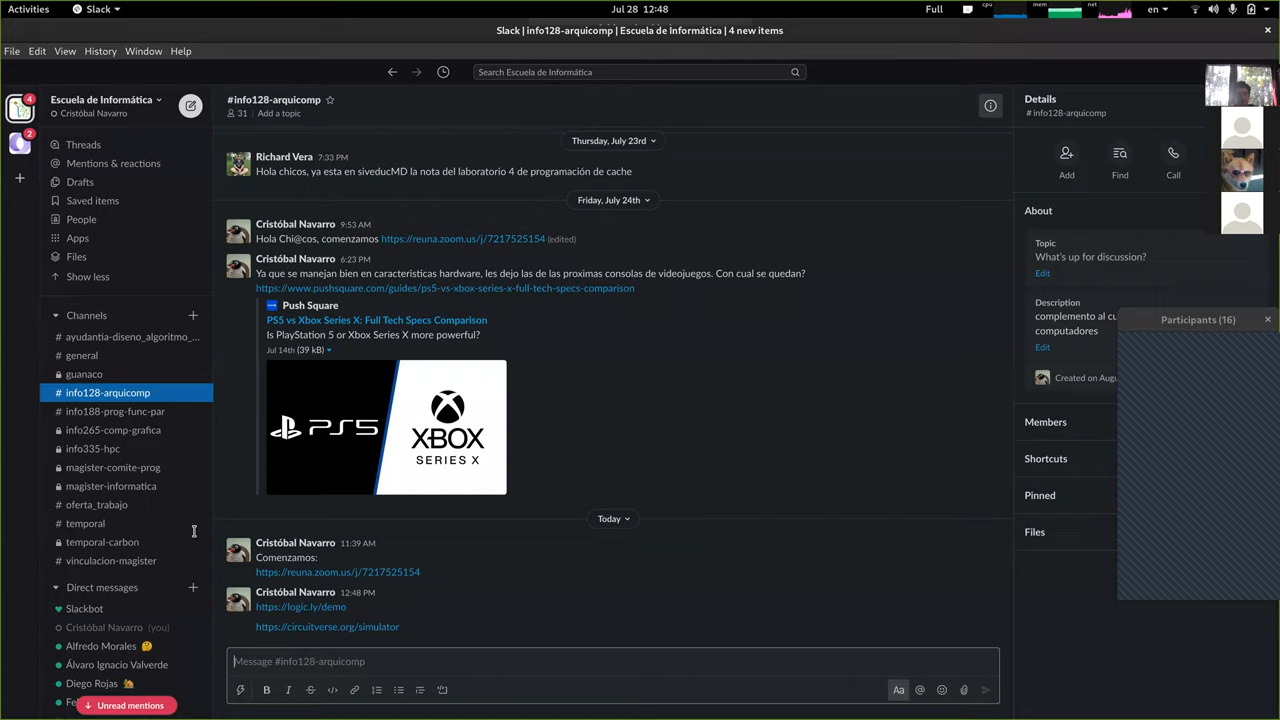 Activities
Slack
Jul 28 12:48
Full
cpu
mem
net
en
Slack | info128-arquicomp | Escuela de Informática | 4 new items
File Edit View History Window Help
Search Escuela de Informática
4
2
Escuela de Informática
Cristóbal Navarro
Threads
Mentions & reactions
Drafts
Saved items
People
Apps
Files
Show less
Channels
# ayudantia-diseno_algoritmo_...
# general
guanaco
# info128-arquicomp
# info188-prog-func-par
info265-comp-grafica
info335-hpc
magister-comite-prog
magister-informatica
# oferta_trabajo
# temporal
temporal-carbon
# vinculacion-magister
Direct messages
Slackbot
Cristóbal Navarro (you)
Alfredo Morales
Álvaro Ignacio Valverde
Diego Rojas
Unread mentions
#info128-arquicomp
31 | Add a topic
Thursday, July 23rd
Richard Vera 7:33 PM
Hola chicos, ya esta en siveducMD la nota del laboratorio 4 de programación de cache
Friday, July 24th
Cristóbal Navarro 9:53 AM
Hola Chi@cos, comenzamos https://reuna.zoom.us/j/7217525154 (edited)
Cristóbal Navarro 6:23 PM
Ya que se manejan bien en caracteristicas hardware, les dejo las de las proximas consolas de videojuegos. Con cual se quedan?
https://www.pushsquare.com/guides/ps5-vs-xbox-series-x-full-tech-specs-comparison
Push Square
PS5 vs Xbox Series X: Full Tech Specs Comparison
Is PlayStation 5 or Xbox Series X more powerful?
Jul 14th (39 kB)
PS5
XBOX
SERIES X
Today
Cristóbal Navarro 11:39 AM
Comenzamos:
https://reuna.zoom.us/j/7217525154
Cristóbal Navarro 12:48 PM
https://logic.ly/demo
https://circuitverse.org/simulator
Message #info128-arquicomp
Details
# info128-arquicomp
Add
Find
Call
About
Topic
What's up for discussion?
Edit
Description
complemento al cu
computadores
Edit
Created on Aug
Members
Shortcuts
Pinned
Files
Participants (16)